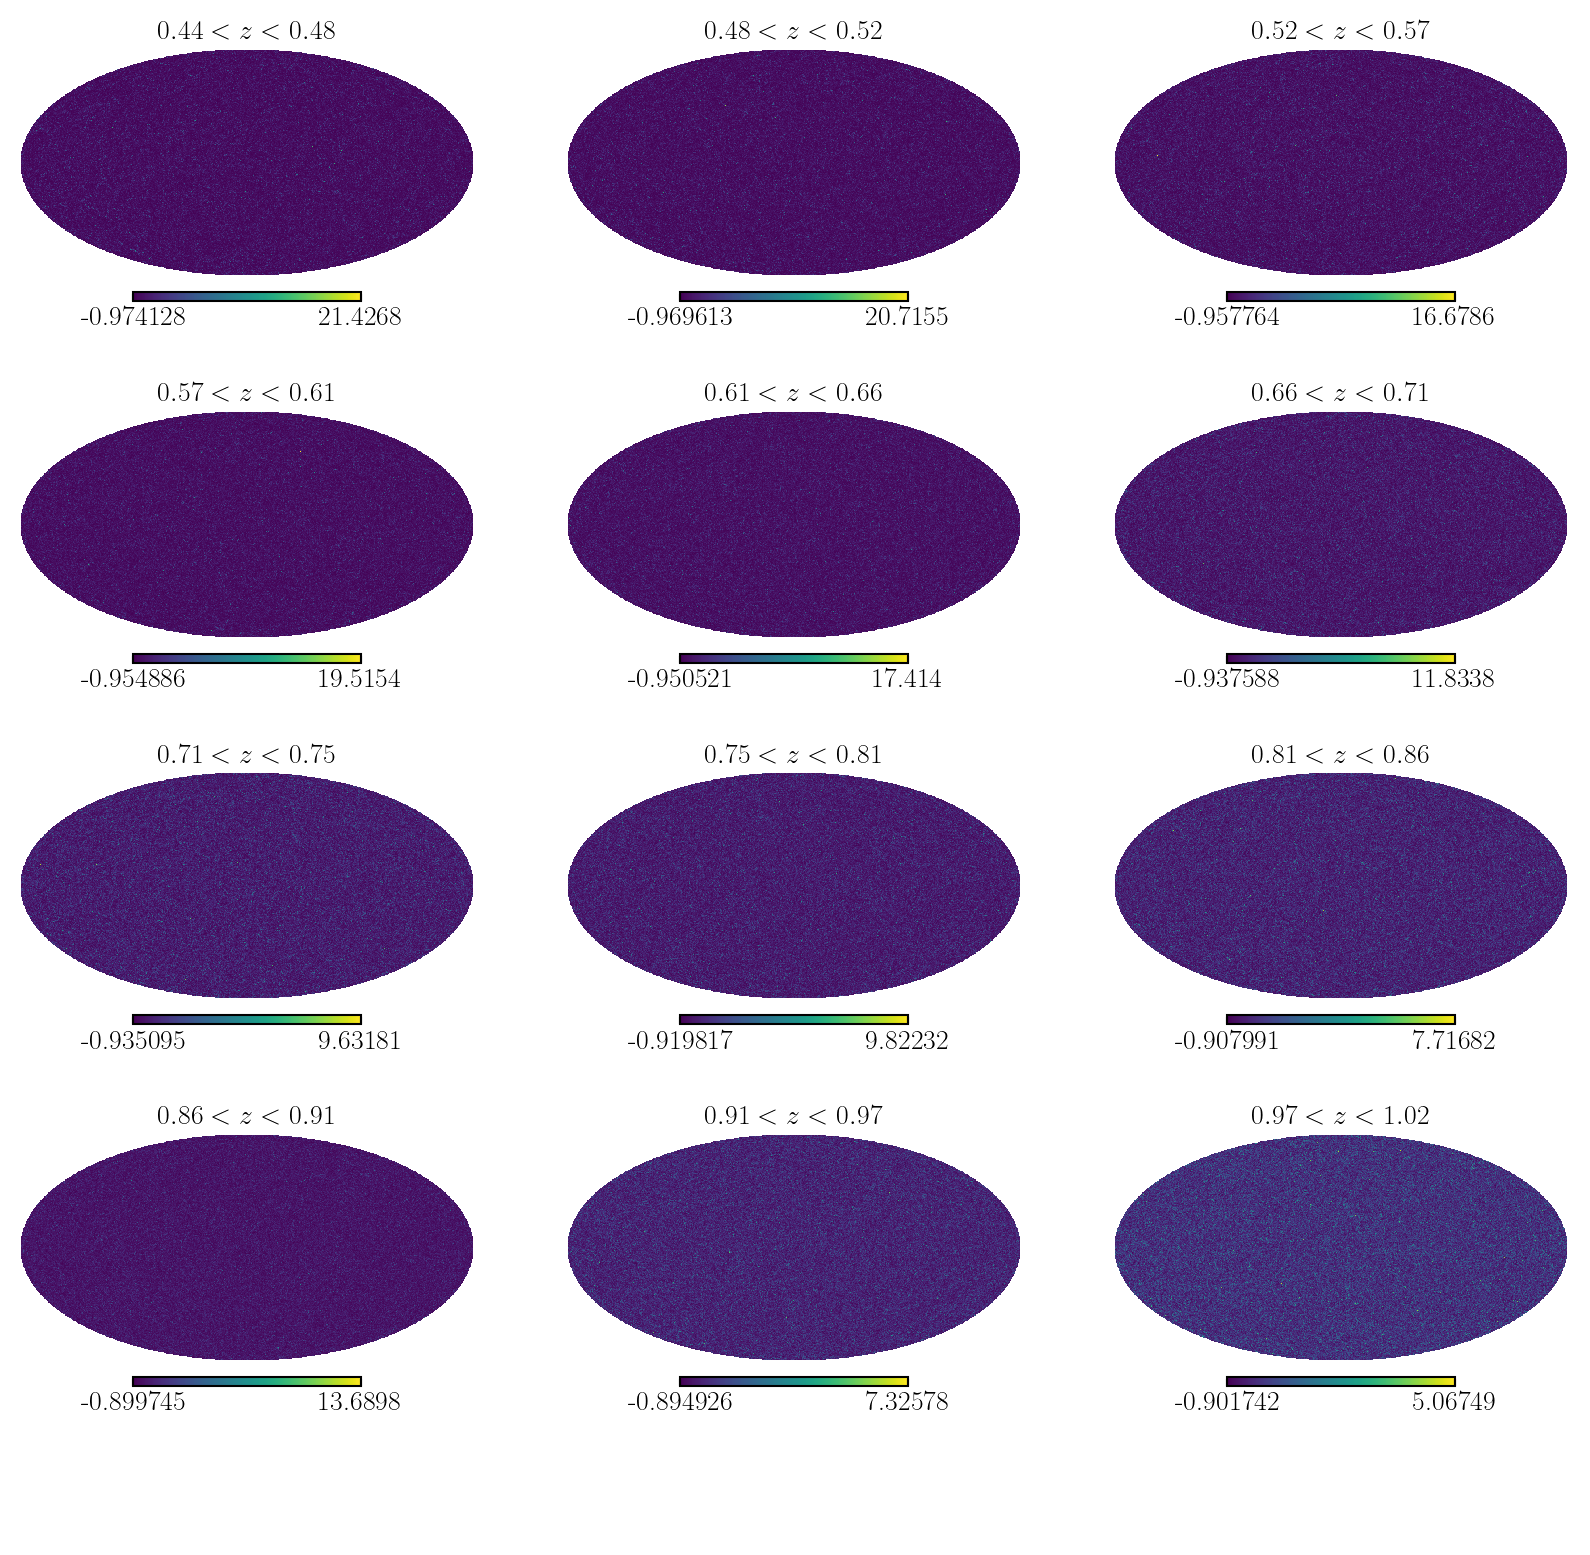 0.44 < z < 0.48
0.48 < z < 0.52
0.52 < z < 0.57
-0.974128 21.4268
-0.969613 20.7155
-0.957764 16.6786
0.57 < z < 0.61
0.61 < z < 0.66
0.66 < z < 0.71
-0.954886 19.5154
-0.950521 17.414
-0.937588 11.8338
0.71 < z < 0.75
0.75 < z < 0.81
0.81 < z < 0.86
-0.935095 9.63181
-0.919817 9.82232
-0.907991 7.71682
0.86 < z < 0.91
0.91 < z < 0.97
0.97 < z < 1.02
-0.899745 13.6898
-0.894926 7.32578
-0.901742 5.06749